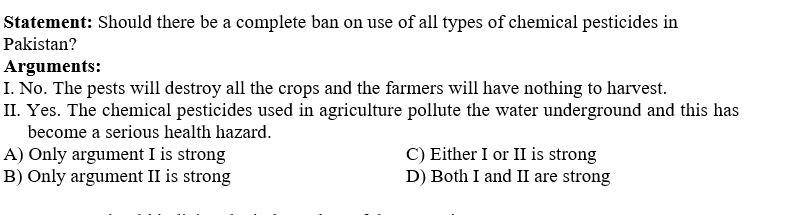 Statement: Should there be a complete ban on use of all types of chemical pesticides in
Pakistan?
Arguments:
I. No. The pests will destroy all the crops and the farmers will have nothing to harvest.
II. Yes. The chemical pesticides used in agriculture pollute the water underground and this has
become a serious health hazard.
A) Only argument I is strong
C) Either I or II is strong
B) Only argument II is strong
D) Both I and II are strong